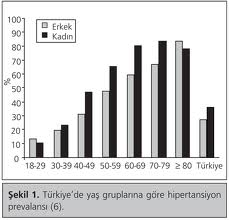 100
90
80
70
60
50
40
30
20
10
0
%
Erkek
Kadın
18-29 30-39 40-49 50-59 60-69 70-79 ≥ 80 Türkiye
Şekil 1. Türkiye'de yaş gruplarına göre hipertansiyon
prevalansı (6).